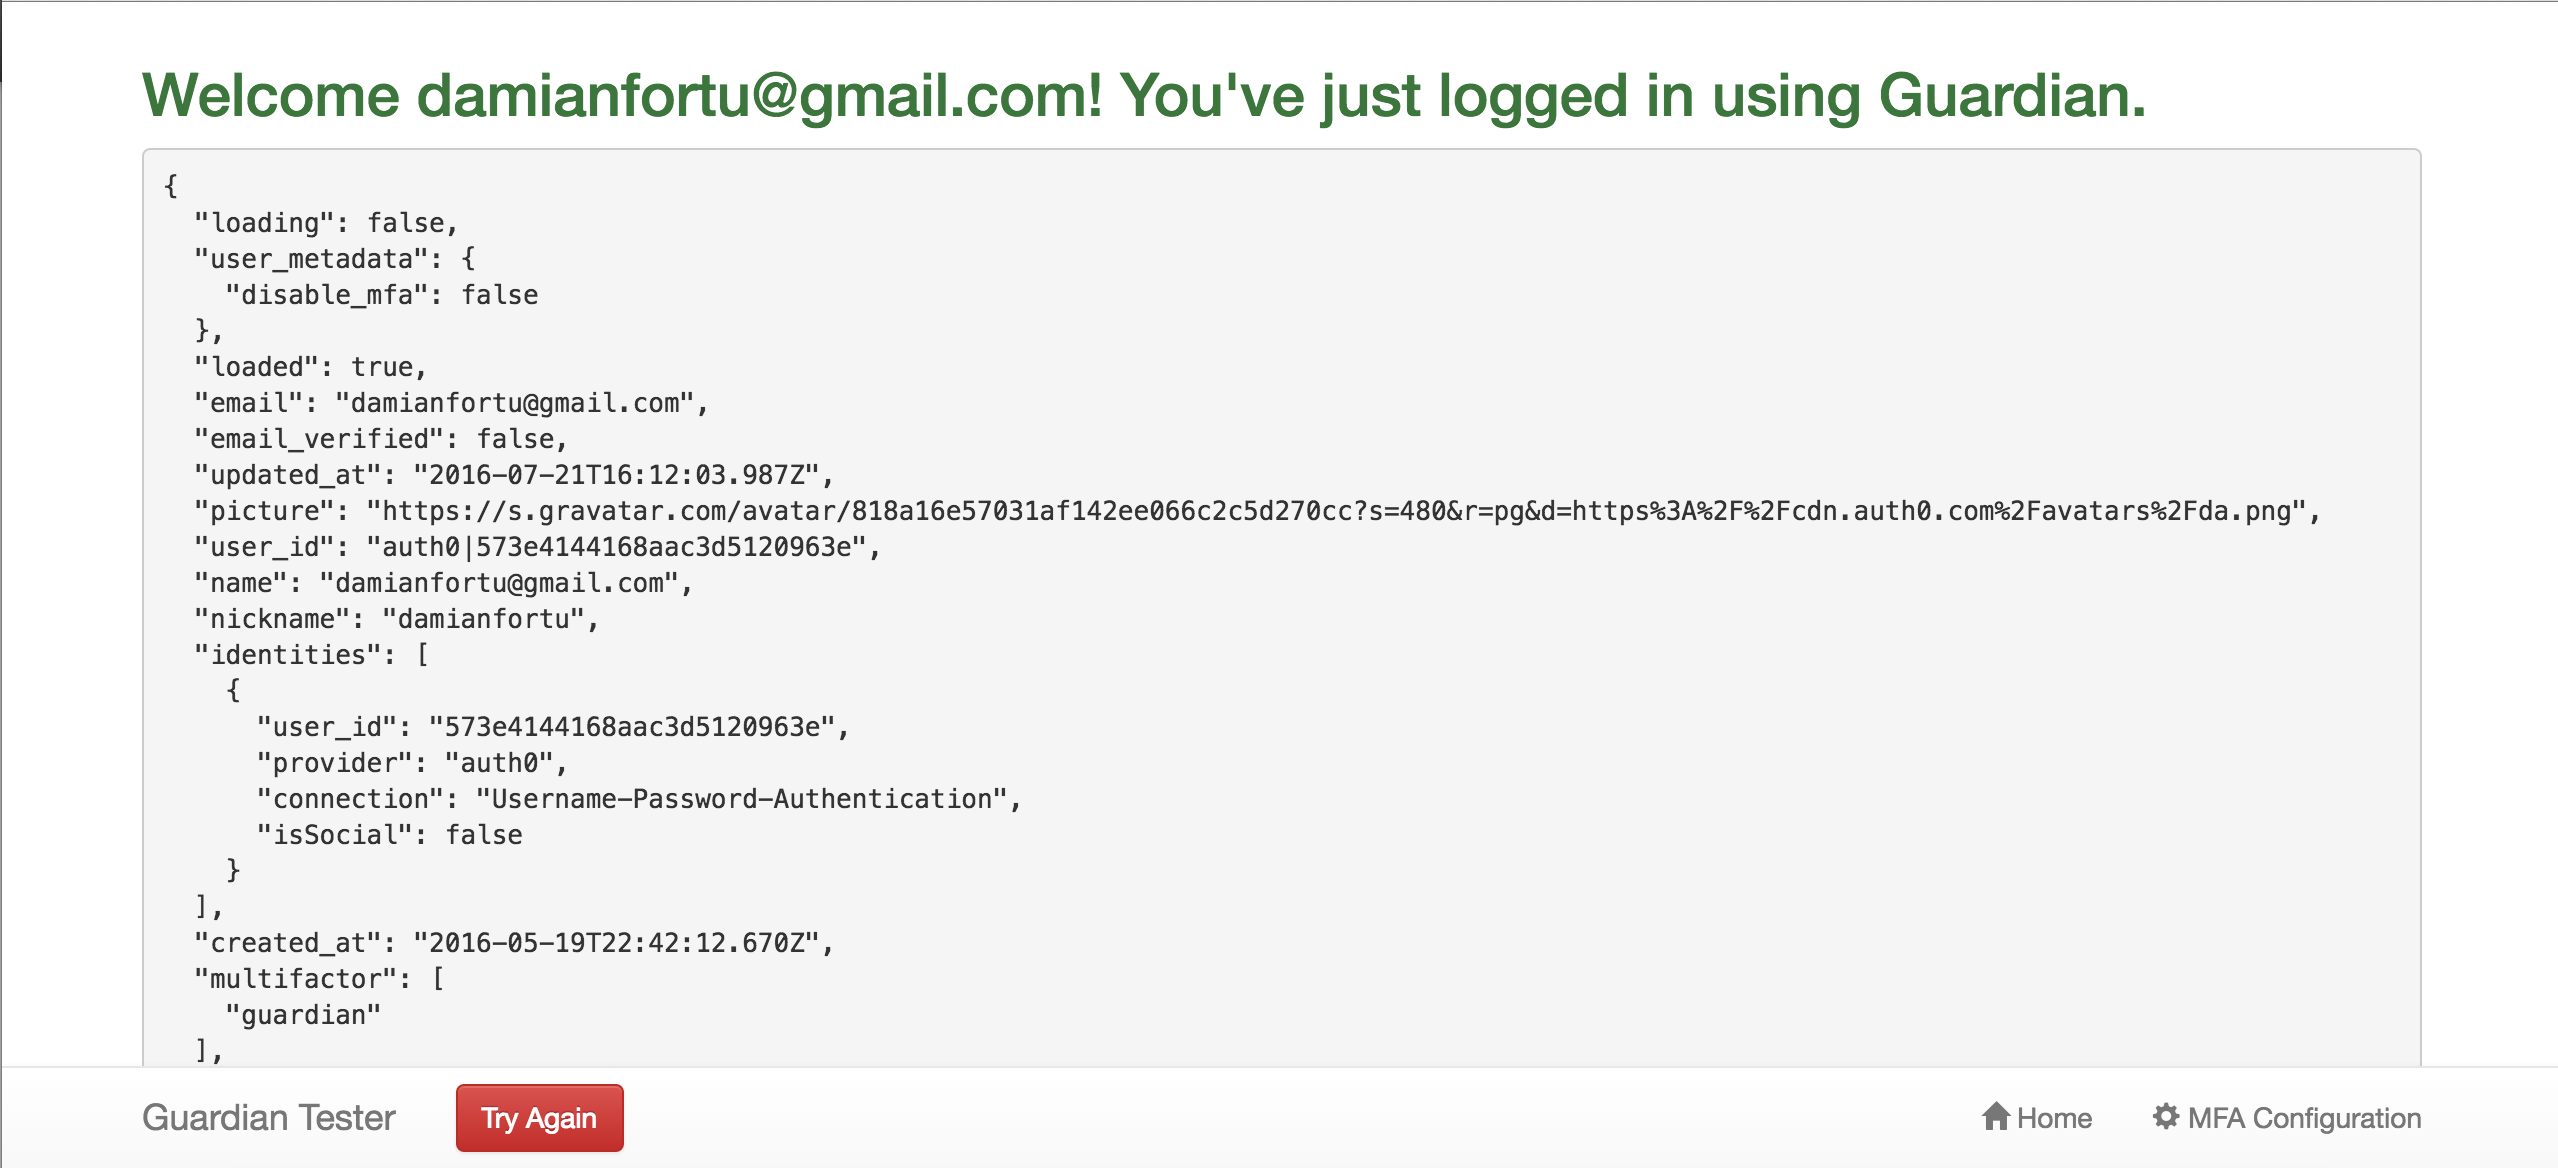 Welcome damianfortu@gmail.com! You've just logged in using Guardian.
{
  "loading": false,
  "user_metadata": {
    "disable_mfa": false
  },
  "loaded": true,
  "email": "damianfortu@gmail.com",
  "email_verified": false,
  "updated_at": "2016-07-21T16:12:03.987Z",
  "picture": "https://s.gravatar.com/avatar/818a16e57031af142ee066c2c5d270cc?s=480&r=pg&d=https%3A%2F%2Fcdn.auth0.com%2Favatars%2Fda.png",
  "user_id": "auth0|573e4144168aac3d5120963e",
  "name": "damianfortu@gmail.com",
  "nickname": "damianfortu",
  "identities": [
    {
      "user_id": "573e4144168aac3d5120963e",
      "provider": "auth0",
      "connection": "Username-Password-Authentication",
      "isSocial": false
    }
  ],
  "created_at": "2016-05-19T22:42:12.670Z",
  "multifactor": [
    "guardian"
  ],
Guardian Tester Try Again Home MFA Configuration